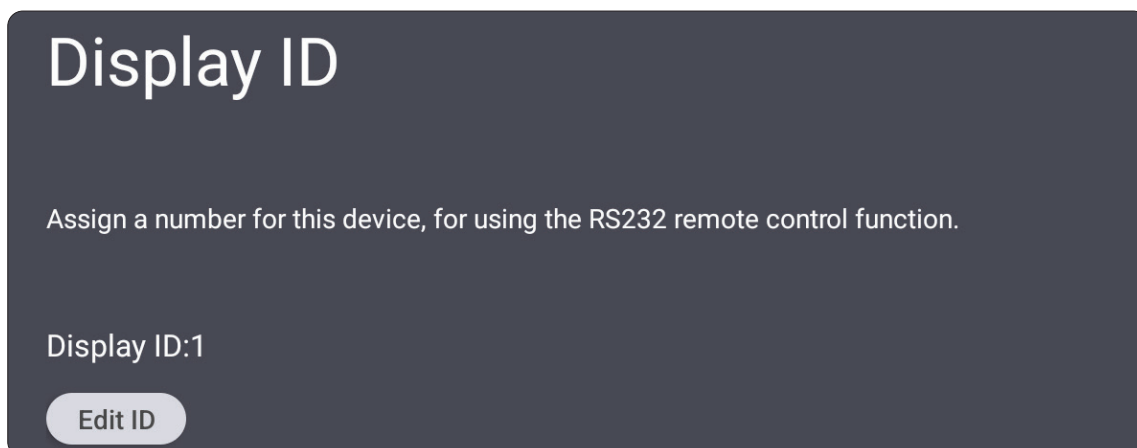 Display ID
Assign a number for this device, for using the RS232 remote control function.
Display ID:1
Edit ID